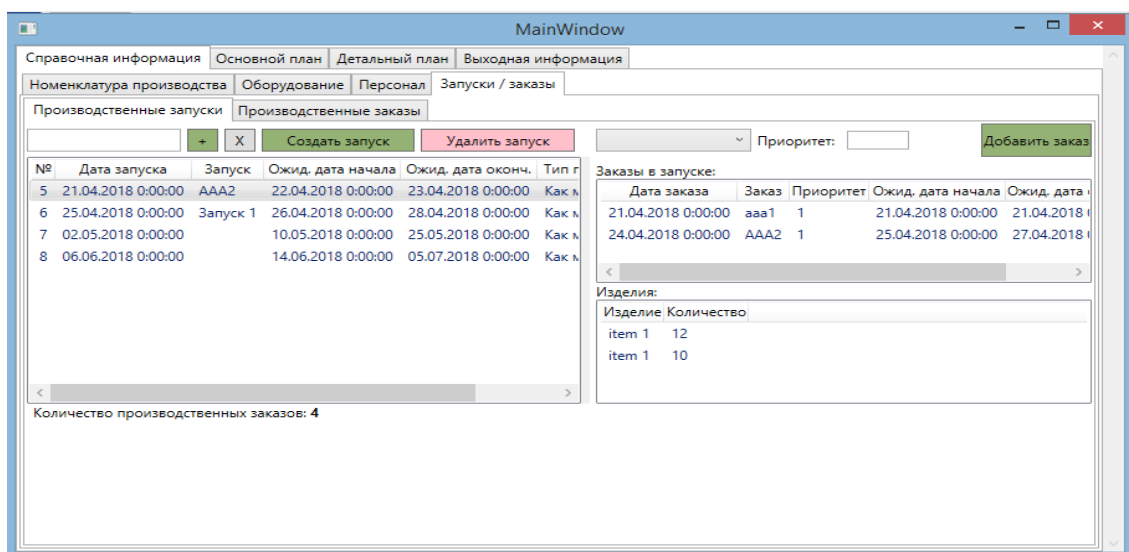 MainWindow
Справочная информация Основной план Детальный план Выходная информация
Номенклатура производства Оборудование Персонал Запуски / заказы
Производственные запуски Производственные заказы
+ X Создать запуск Удалить запуск Приоритет: Добавить заказ
№ Дата запуска Запуск Ожид. дата начала Ожид. дата оконч. Тип
5 21.04.2018 0:00:00 AAA2 22.04.2018 0:00:00 23.04.2018 0:00:00 Как
6 25.04.2018 0:00:00 Запуск 1 26.04.2018 0:00:00 28.04.2018 0:00:00 Как
7 02.05.2018 0:00:00 10.05.2018 0:00:00 25.05.2018 0:00:00 Как
8 06.06.2018 0:00:00 14.06.2018 0:00:00 05.07.2018 0:00:00 Как
Количество производственных заказов: 4
Заказы в запуске:
Дата заказа Заказ Приоритет Ожид. дата начала Ожид. дата
21.04.2018 0:00:00 aaa1 1 21.04.2018 0:00:00 21.04.2018
24.04.2018 0:00:00 AAA2 1 25.04.2018 0:00:00 27.04.2018
Изделия:
Изделие Количество
item 1 12
item 1 10